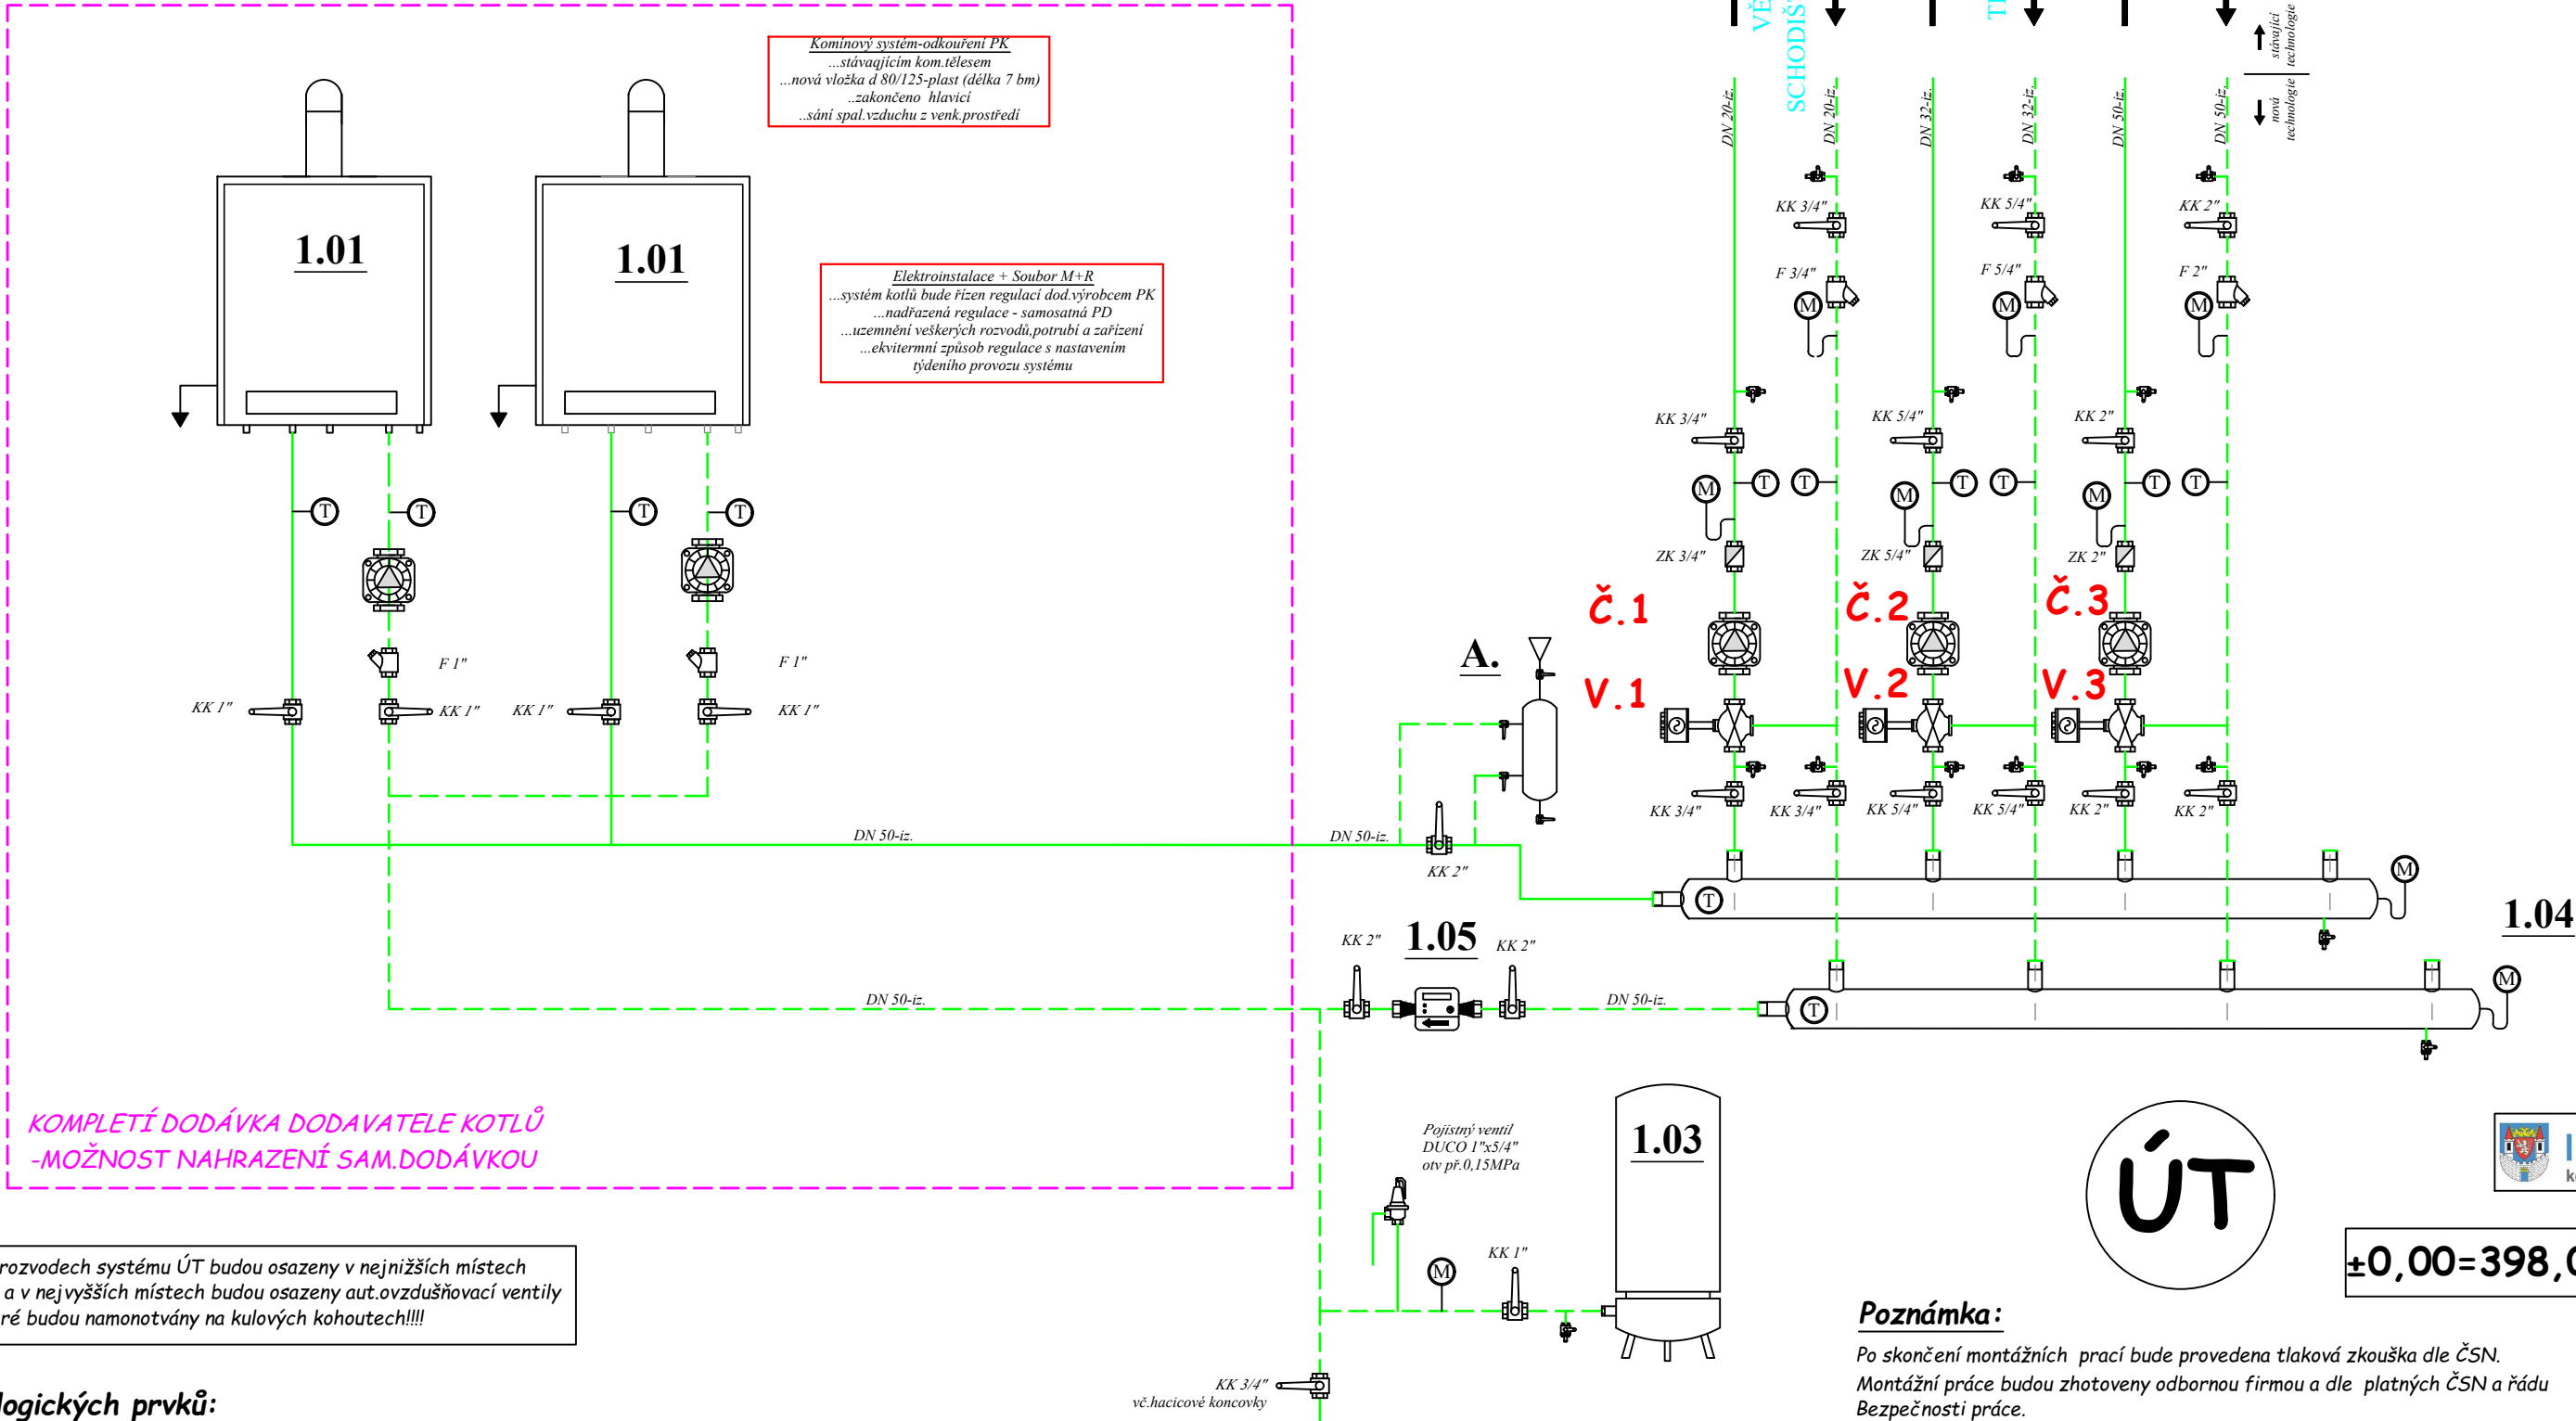 Komínový systém-odkouření PK
...stávaqjícím kom.tělesem
...nová vložka d 80/125-plast (délka 7 bm)
..zakončeno hlavicí
..sání spal.vzduchu z venk.prostředí
Elektroinstalace + Soubor M+R
...systém kotlů bude řízen regulací dod.výrobcem PK
...nadřazená regulace - samosatná PD
...uzemnění veškerých rozvodů,potrubí a zařízení
...ekvitermní způsob regulace s nastavením
týdeního provozu systému
1.01
1.01
T
T
T
T
F 1"
F 1"
KK 1"
KK 1"
KK 1"
KK 1"
DN 50-iz.
DN 50-iz.
DN 50-iz.
DN 50-iz.
KOMPLETÍ DODÁVKA DODAVATELE KOTLŮ
-MOŽNOST NAHRAZENÍ SAM.DODÁVKOU
SCHODIŠT
stávající
technologie
nová
technologie
DN 20-iz.
DN 20-iz.
DN 32-iz.
DN 32-iz.
DN 50-iz.
DN 50-iz.
KK 3/4"
KK 5/4"
KK 2"
F 3/4"
F 5/4"
F 2"
M
M
M
KK 3/4"
KK 5/4"
KK 2"
M
T
T
M
T
T
M
T
T
ZK 3/4"
ZK 5/4"
ZK 2"
Č.1
Č.2
Č.3
A.
V.1
V.2
V.3
KK 3/4"
KK 3/4"
KK 5/4"
KK 5/4"
KK 2"
KK 2"
KK 2"
T
M
1.04
KK 2"
1.05
KK 2"
T
M
Pojistný ventil
DUCO 1"x5/4"
otv př.0,15MPa
1.03
M
KK 1"
KK 3/4"
vč.hacicové koncovky
ÚT
±0,00=398,0
rozvodech systému ÚT budou osazeny v nejnižších místech
a v nejvyšších místech budou osazeny aut.ovzdušňovací ventily
ré budou namonotvány na kulových kohoutech!!!!
logických prvků:
Poznámka:
Po skončení montážních prací bude provedena tlaková zkouška dle ČSN.
Montážní práce budou zhotoveny odbornou firmou a dle platných ČSN a řádu
Bezpečnosti práce.